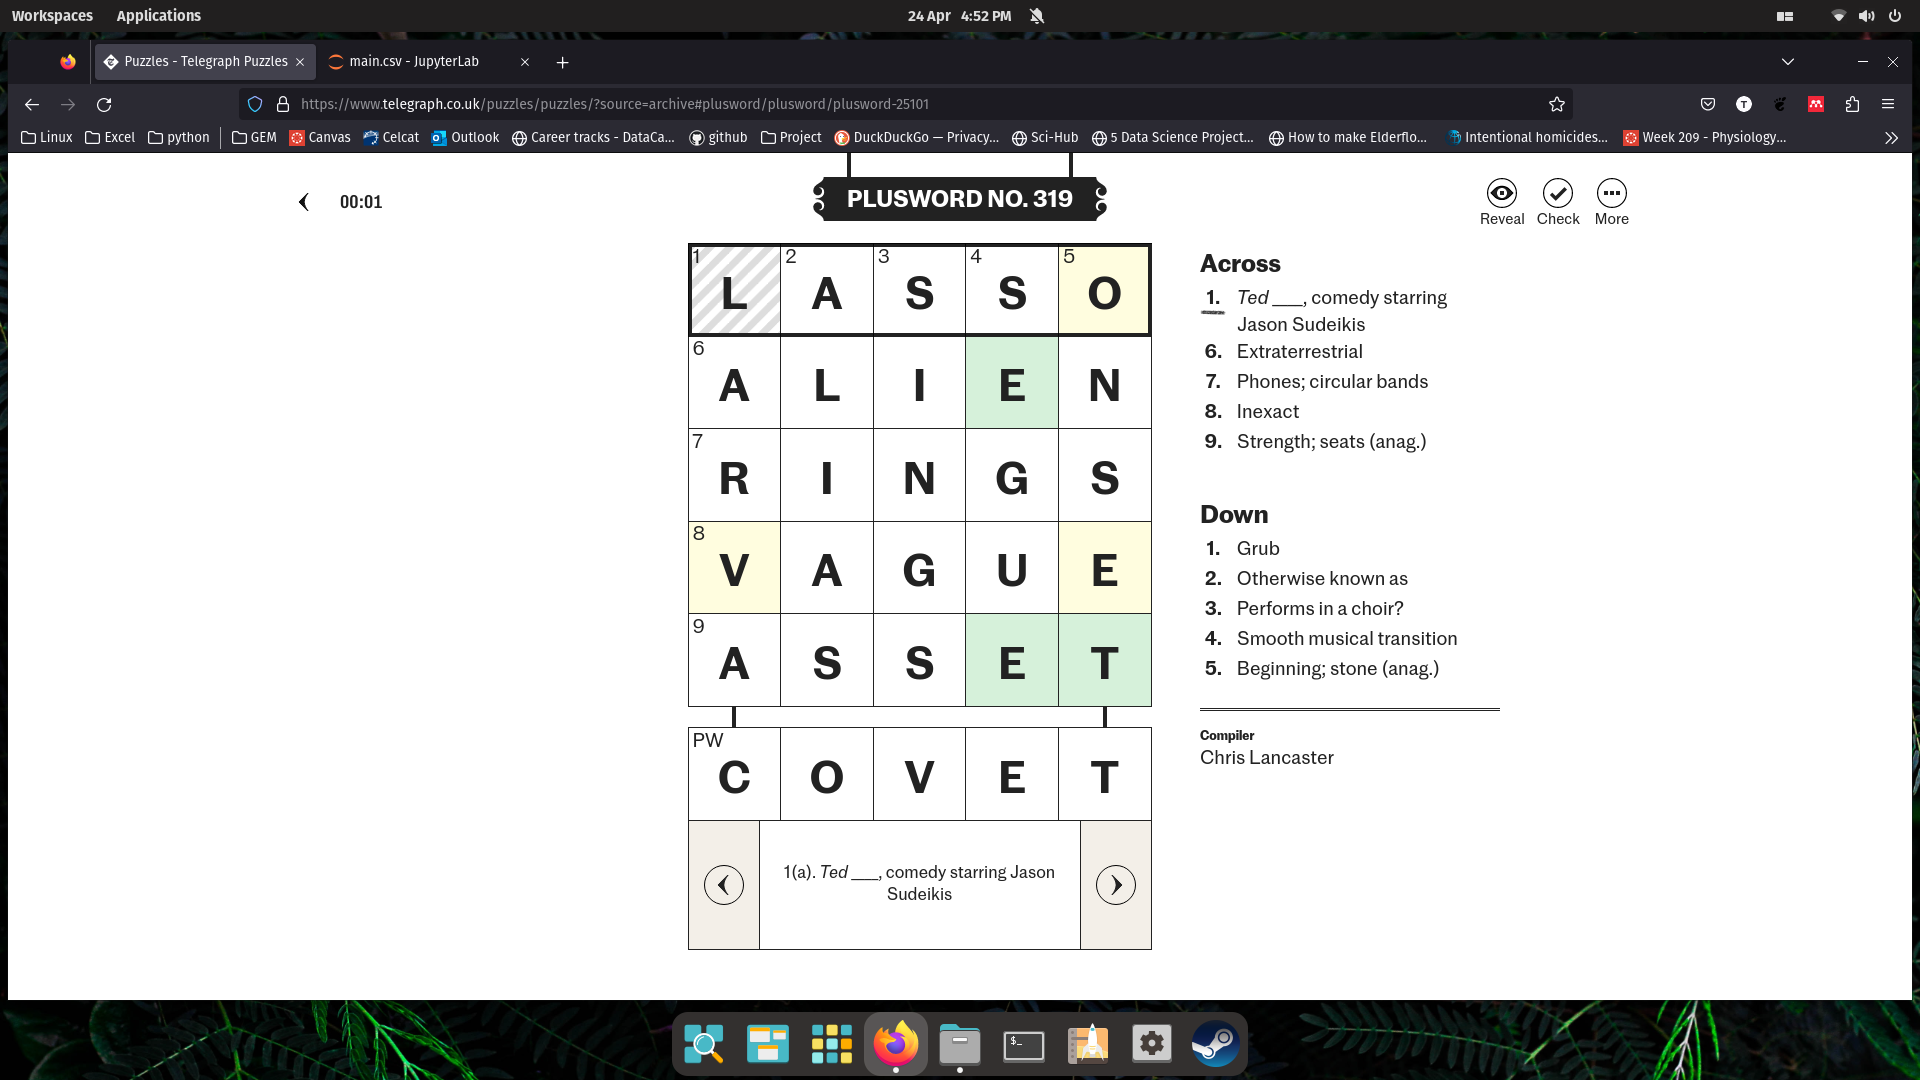 Workspaces Applications 24 Apr 4:52 PM
Puzzles - Telegraph Puzzles main.csv - JupyterLab
https://www.telegraph.co.uk/puzzles/puzzles/?source=archive#plusword/plusword/plusword-25101
Linux Excel python GEM Canvas Celcat Outlook Career tracks - DataCa... github Project DuckDuckGo — Privacy... Sci-Hub 5 Data Science Project... How to make Elderflo... Intentional homicides... Week 209 - Physiology...
00:01
PLUSWORD NO. 319
Reveal Check More
1 2 3 4 5
L A S S O
6
A L I E N
7
R I N G S
8
V A G U E
9
A S S E T
PW
C O V E T
1(a). Ted ___, comedy starring Jason
Sudeikis
Across
1. Ted ___, comedy starring
Jason Sudeikis
6. Extraterrestrial
7. Phones; circular bands
8. Inexact
9. Strength; seats (anag.)
Down
1. Grub
2. Otherwise known as
3. Performs in a choir?
4. Smooth musical transition
5. Beginning; stone (anag.)
Compiler
Chris Lancaster